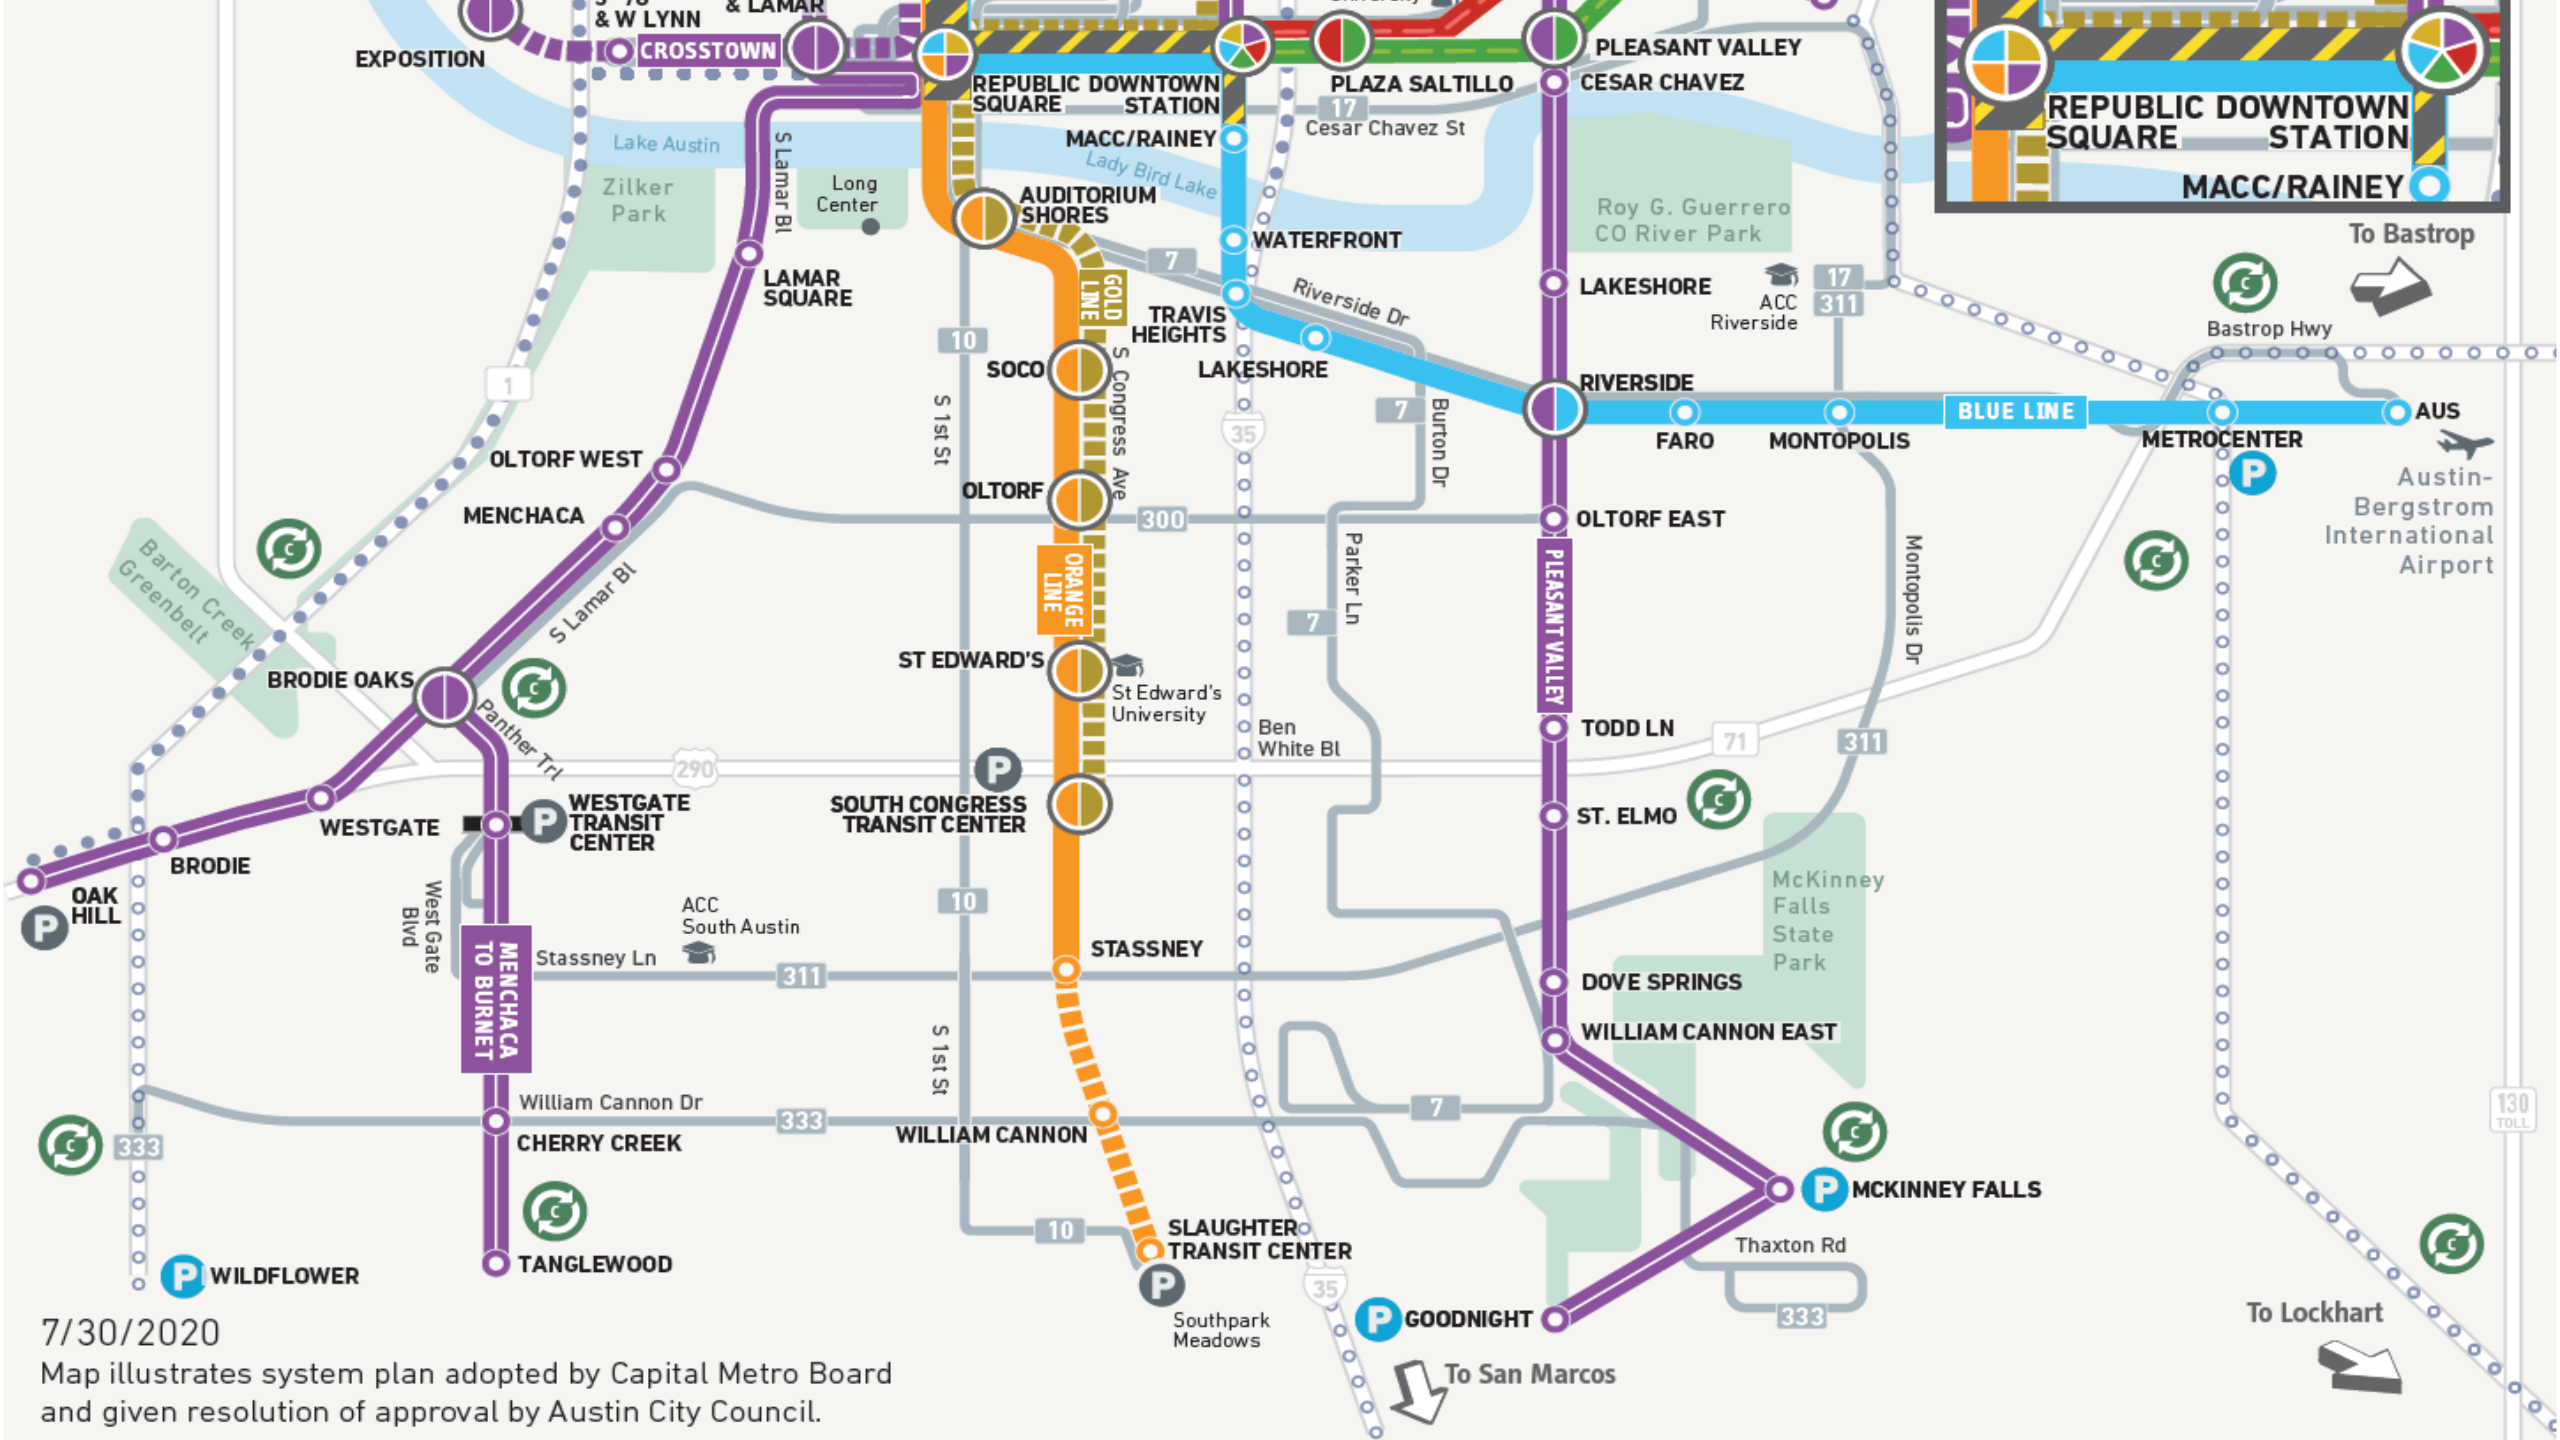 & W LYNN
& LAMAR
EXPOSITION
CROSSTOWN
REPUBLIC
SQUARE
DOWNTOWN
STATION
PLAZA SALTILLO
PLEASANT VALLEY
CESAR CHAVEZ
17
Cesar Chavez St
MACC/RAINEY
Lake Austin
Lady Bird Lake
S Lamar Bl
Zilker
Park
Long
Center
AUDITORIUM
SHORES
WATERFRONT
Roy G. Guerrero
CO River Park
REPUBLIC
SQUARE
DOWNTOWN
STATION
MACC/RAINEY
To Bastrop
C
Bastrop Hwy
LAMAR
SQUARE
GOLD
LINE
7
Riverside Dr
TRAVIS
HEIGHTS
LAKESHORE
LAKESHORE
ACC
Riverside
17
311
10
1
SOCO
S Congress Ave
S 1st St
35
7
Burton Dr
RIVERSIDE
FARO
MONTOPOLIS
BLUE LINE
METROCENTER
P
AUS
Austin-
Bergstrom
International
Airport
OLTORF WEST
MENCHACA
OLTORF
300
OLTORF EAST
Barton Creek
Greenbelt
C
S Lamar Bl
ORANGE
LINE
Parker Ln
7
PLEASANT VALLEY
Montopolis Dr
C
BRODIE OAKS
C
Panther Trl
ST EDWARD'S
St Edward's
University
Ben
White Bl
TODD LN
71
311
290
P
SOUTH CONGRESS
TRANSIT CENTER
ST. ELMO
C
WESTGATE
P
WESTGATE
TRANSIT
CENTER
BRODIE
OAK
HILL
P
West Gate
Blvd
ACC
South Austin
10
McKinney
Falls
State
Park
Stassney Ln
311
STASSNEY
DOVE SPRINGS
MENCHACA
TO BURNET
S 1st St
WILLIAM CANNON EAST
William Cannon Dr
333
CHERRY CREEK
WILLIAM CANNON
7
C
333
C
130
TOLL
P
MCKINNEY FALLS
C
TANGLEWOOD
P
WILDFLOWER
10
SLAUGHTER
TRANSIT CENTER
P
Southpark
Meadows
35
P
GOODNIGHT
Thaxton Rd
333
C
To Lockhart
To San Marcos
7/30/2020
Map illustrates system plan adopted by Capital Metro Board
and given resolution of approval by Austin City Council.